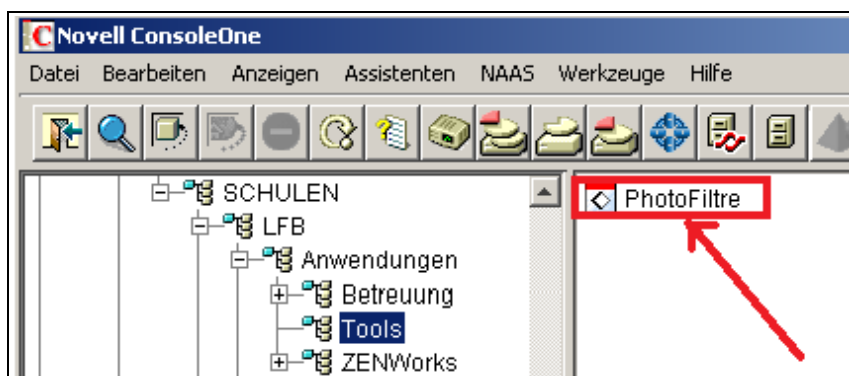 Novell ConsoleOne
Datei Bearbeiten Anzeigen Assistenten NAAS Werkzeuge Hilfe
SCHULEN
LFB
Anwendungen
Betreuung
Tools
ZENWorks
PhotoFiltre